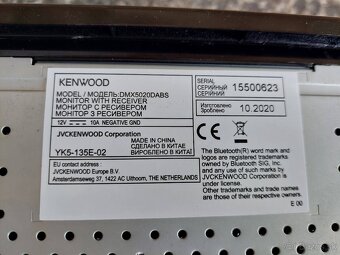 KENWOOD
MODEL / МОДЕЛЬ:DMX5020DABS
MONITOR WITH RECEIVER
МОНИТОР С РЕСИВЕРОМ
МОНІТОР З РЕСИВЕРОМ
12V 10A NEGATIVE GND
JVCKENWOOD Corporation
YK5-135E-02
MADE IN CHINA
СДЕЛАНО В КИТАЕ
ВИРОБЛЕНО В КИТАЇ
EU contact address
JVCKENWOOD Europe B.V.
Amsterdamseweg 37, 1422 AC Uithoorn, THE NETHERLANDS
SERIAL
СЕРИЙНЫЙ
СЕРІЙНИЙ
15500623
Изготовлено
Зроблено
10.2020
CE
The Bluetooth(R) word mark and
logos are registered trademarks
owned by Bluetooth SIG, Inc. and
any use of such marks by
JVCKENWOOD Corporation is under
license. Other trademarks and trade
names are those of their respective
owners.